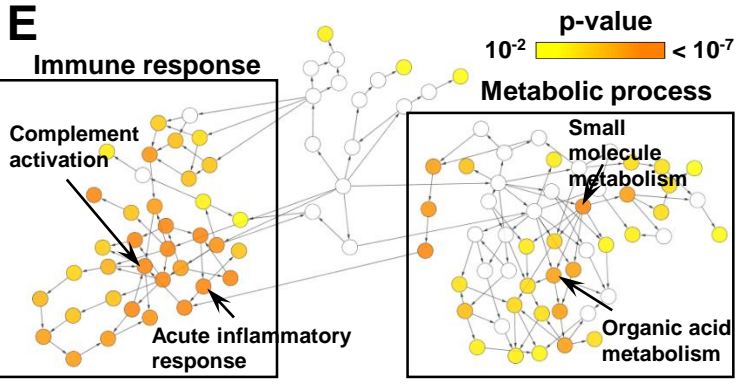 E
p-value
10-2 < 10-7
Immune response
Metabolic process
Complement
activation
Small
molecule
metabolism
Acute inflammatory
response
Organic acid
metabolism